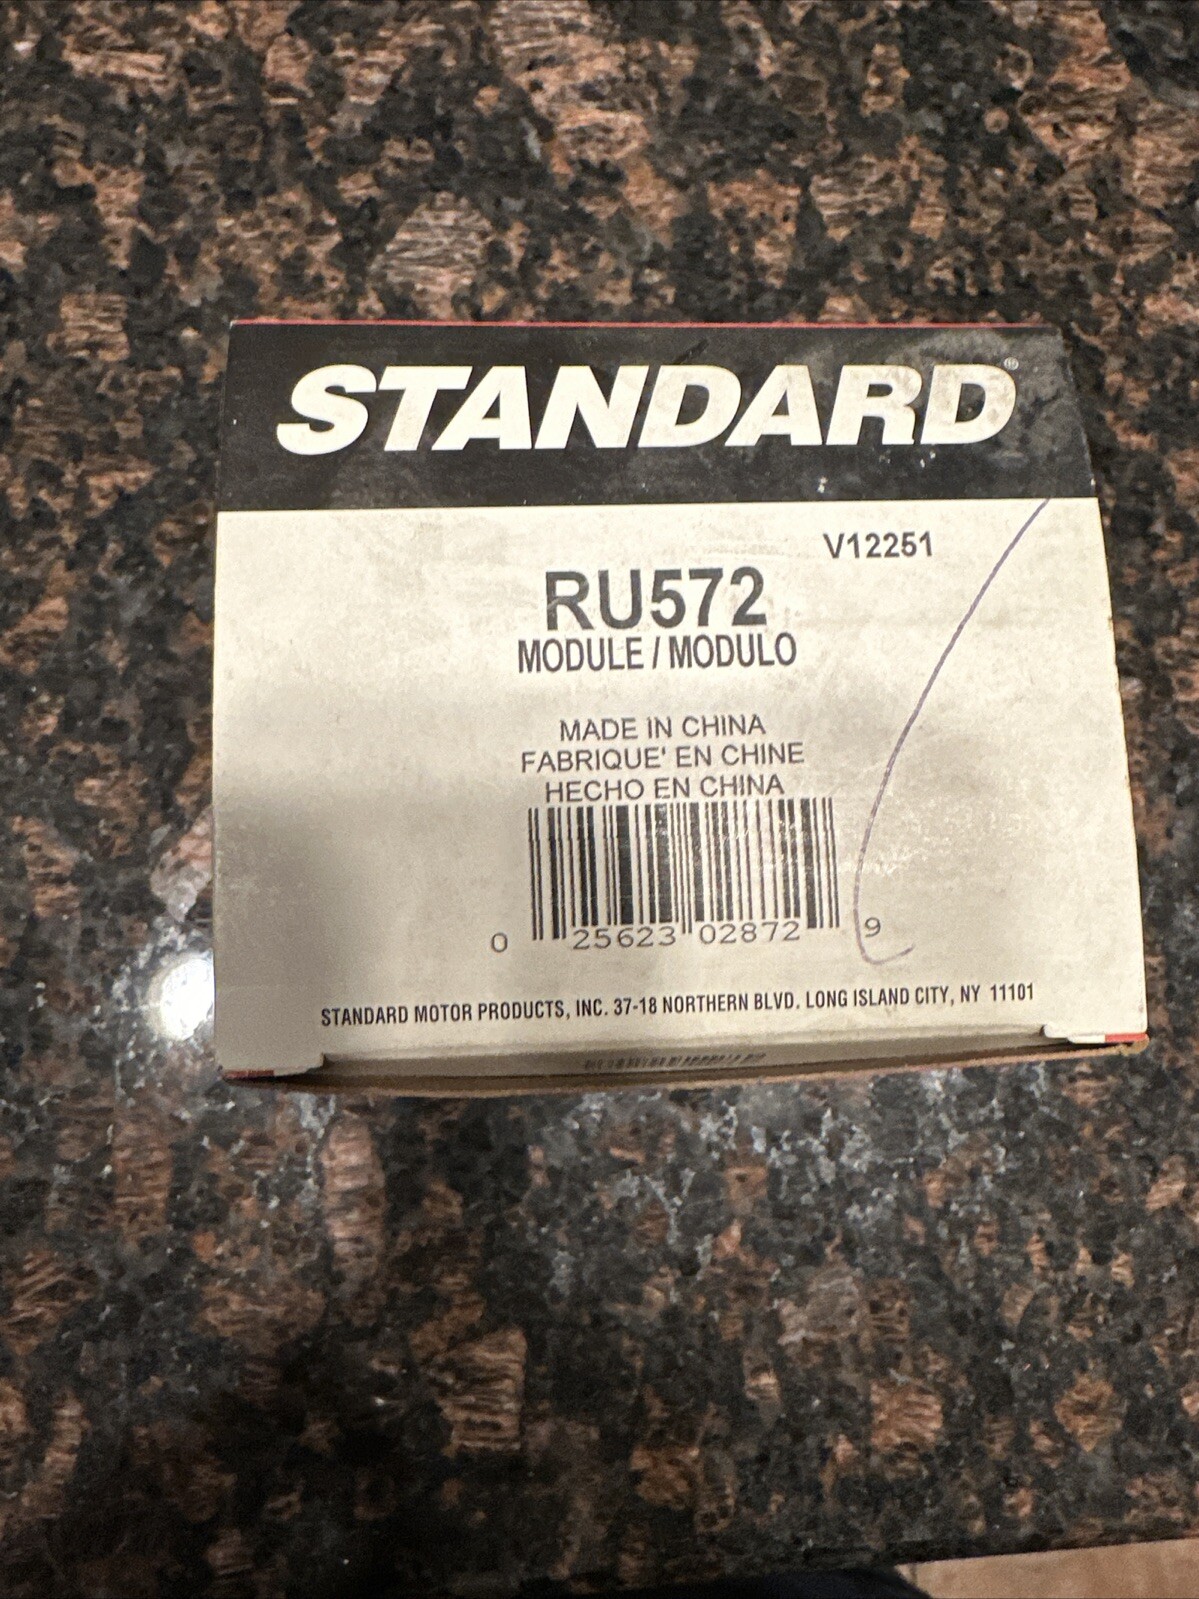 STANDARD®
V12251
RU572
MODULE / MODULO
MADE IN CHINA
FABRIQUE' EN CHINE
HECHO EN CHINA
0 25623 02872 9
STANDARD MOTOR PRODUCTS, INC. 37-18 NORTHERN BLVD. LONG ISLAND CITY, NY 11101